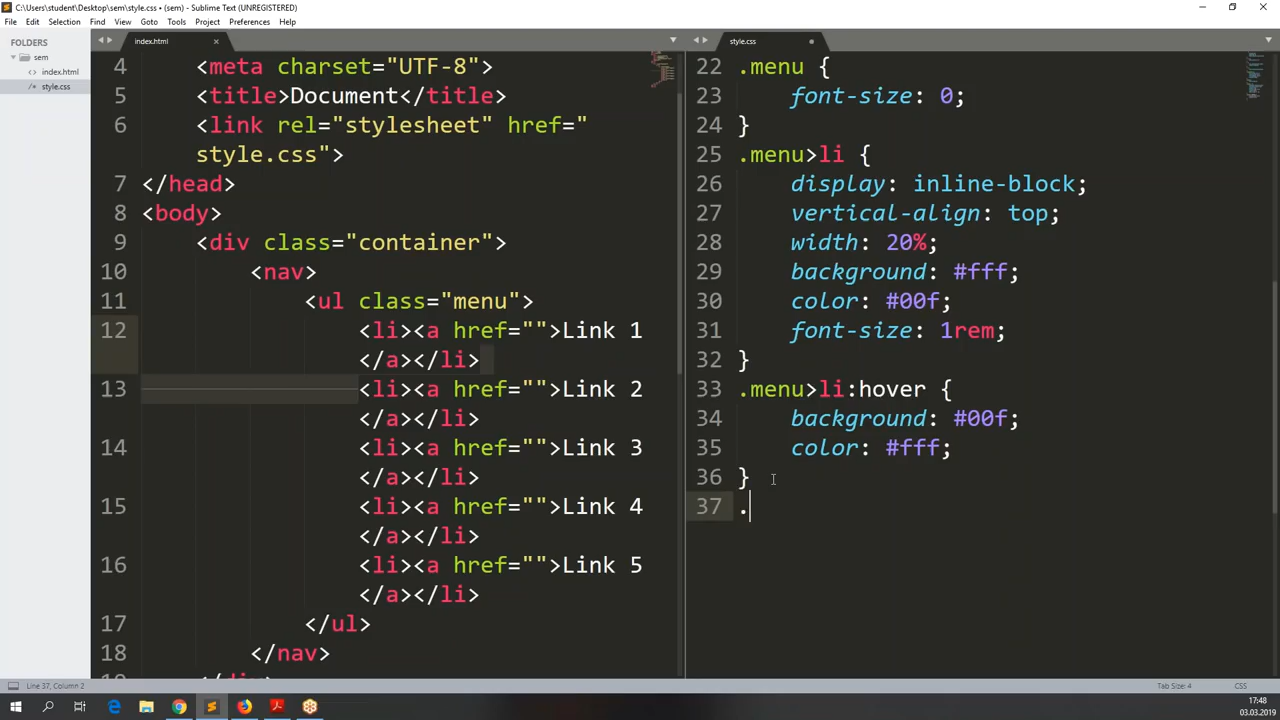 C:\Users\student\Desktop\sem\style.css • (sem) - Sublime Text (UNREGISTERED)
File Edit Selection Find View Goto Tools Project Preferences Help
FOLDERS
sem
index.html
style.css
index.html
4 <meta charset="UTF-8">
5 <title>Document</title>
6 <link rel="stylesheet" href="
style.css">
7 </head>
8 <body>
9 <div class="container">
10 <nav>
11 <ul class="menu">
12 <li><a href="">Link 1
</a></li>
13 <li><a href="">Link 2
</a></li>
14 <li><a href="">Link 3
</a></li>
15 <li><a href="">Link 4
</a></li>
16 <li><a href="">Link 5
</a></li>
17 </ul>
18 </nav>
style.css
22 .menu {
23 font-size: 0;
24 }
25 .menu>li {
26 display: inline-block;
27 vertical-align: top;
28 width: 20%;
29 background: #fff;
30 color: #00f;
31 font-size: 1rem;
32 }
33 .menu>li:hover {
34 background: #00f;
35 color: #fff;
36 }
37 .
Line 37, Column 2
Tab Size: 4
CSS
17:48
03.03.2019